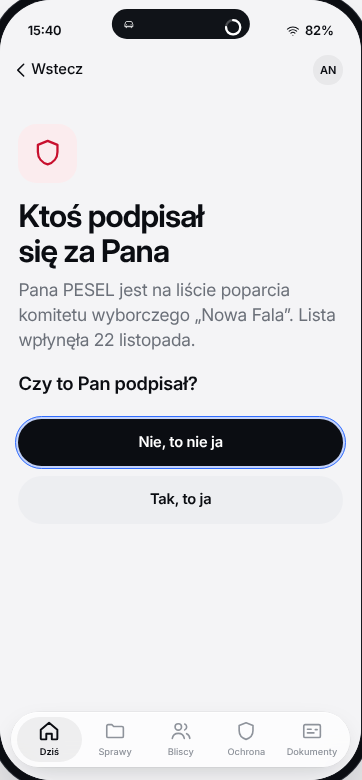 15:40
82%
Wstecz
AN
Ktoś podpisał
się za Pana
Pana PESEL jest na liście poparcia
komitetu wyborczego „Nowa Fala”. Lista
wpłynęła 22 listopada.
Czy to Pan podpisał?
Nie, to nie ja
Tak, to ja
Dziś
Sprawy
Bliscy
Ochrona
Dokumenty